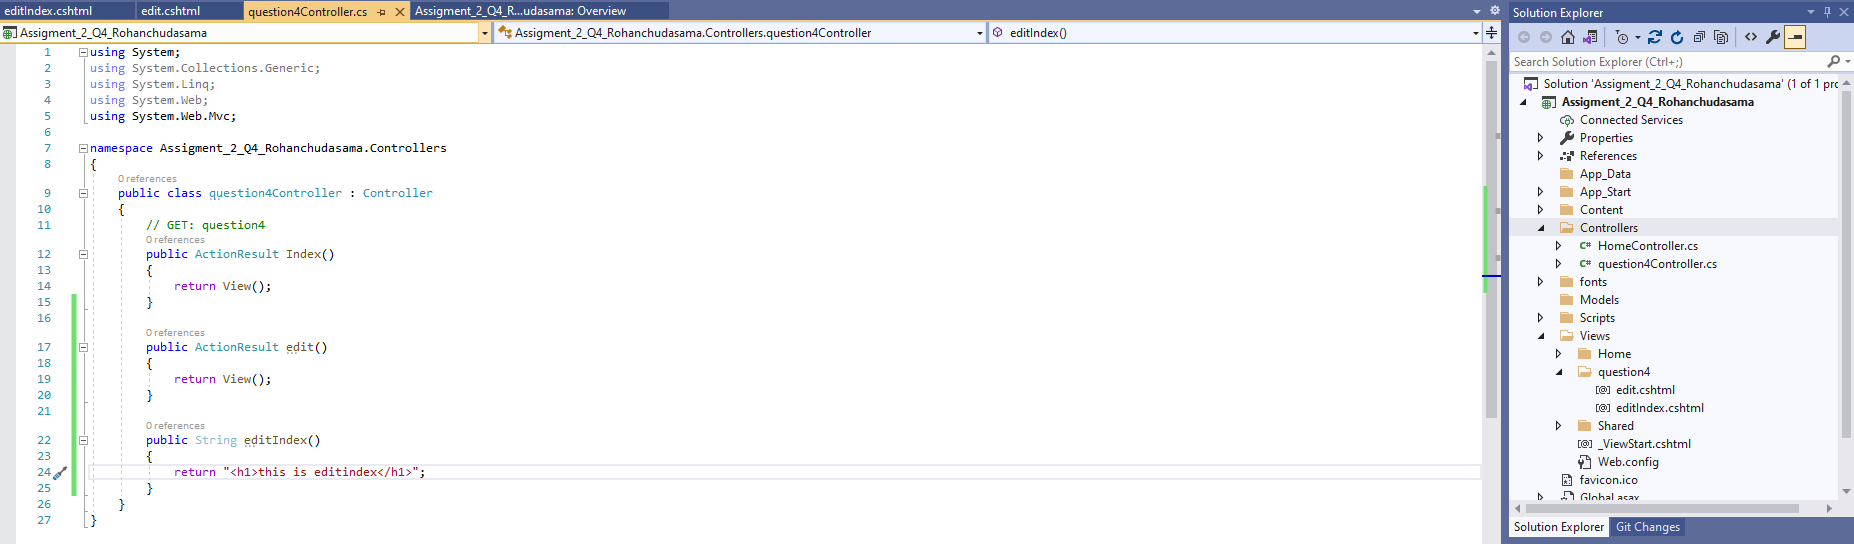 editIndex.cshtml
edit.cshtml
question4Controller.cs
Assigment_2_Q4_R...udasama: Overview
Assigment_2_Q4_Rohanchudasama
Assigment_2_Q4_Rohanchudasama.Controllers.question4Controller
editIndex()
1 using System;
2 using System.Collections.Generic;
3 using System.Linq;
4 using System.Web;
5 using System.Web.Mvc;
6
7 namespace Assigment_2_Q4_Rohanchudasama.Controllers
8 {
0 references
9 public class question4Controller : Controller
10 {
11 // GET: question4
0 references
12 public ActionResult Index()
13 {
14 return View();
15 }
16
0 references
17 public ActionResult edit()
18 {
19 return View();
20 }
21
0 references
22 public String editIndex()
23 {
24 return "<h1>this is editindex</h1>";
25 }
26 }
27 }
Solution Explorer
Search Solution Explorer (Ctrl+;)
Solution 'Assigment_2_Q4_Rohanchudasama' (1 of 1 prc
Assigment_2_Q4_Rohanchudasama
Connected Services
Properties
References
App_Data
App_Start
Content
Controllers
C# HomeController.cs
C# question4Controller.cs
fonts
Models
Scripts
Views
Home
question4
[@] edit.cshtml
[@] editIndex.cshtml
Shared
[@] _ViewStart.cshtml
Web.config
favicon.ico
Global.asax
Solution Explorer
Git Changes